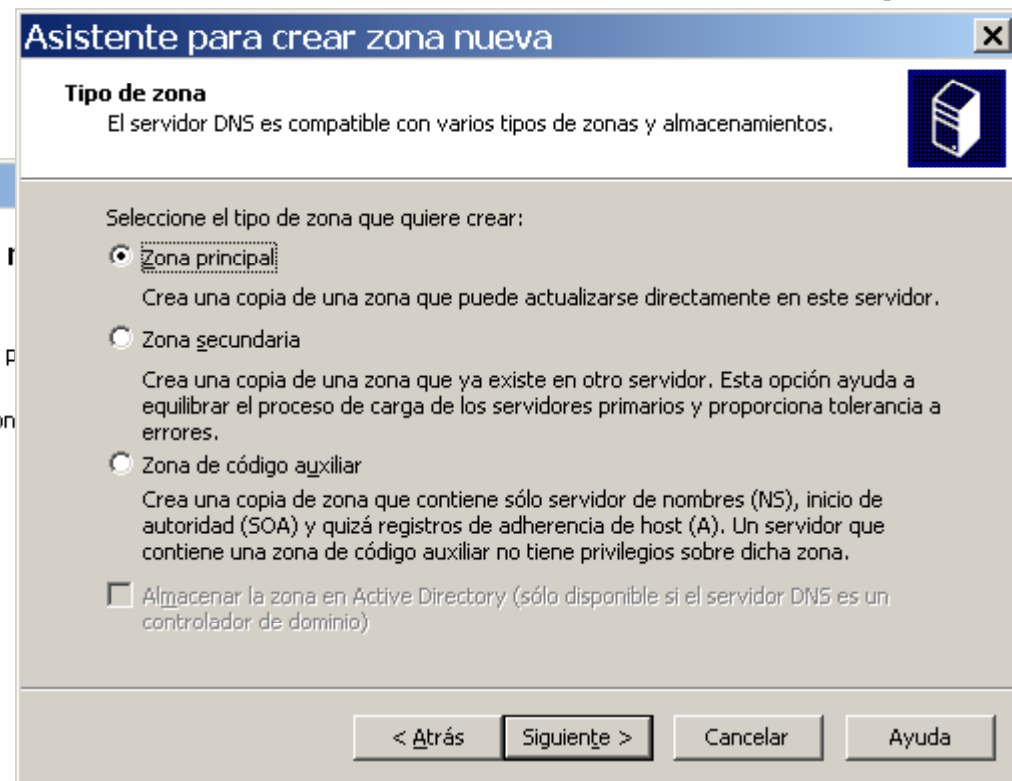 Asistente para crear zona nueva
Tipo de zona
El servidor DNS es compatible con varios tipos de zonas y almacenamientos.
Seleccione el tipo de zona que quiere crear:
Zona principal
Crea una copia de una zona que puede actualizarse directamente en este servidor.
Zona secundaria
Crea una copia de una zona que ya existe en otro servidor. Esta opción ayuda a
equilibrar el proceso de carga de los servidores primarios y proporciona tolerancia a
errores.
Zona de código auxiliar
Crea una copia de zona que contiene sólo servidor de nombres (NS), inicio de
autoridad (SOA) y quizá registros de adherencia de host (A). Un servidor que
contiene una zona de código auxiliar no tiene privilegios sobre dicha zona.
Almacenar la zona en Active Directory (sólo disponible si el servidor DNS es un
controlador de dominio)
< Atrás Siguiente > Cancelar Ayuda